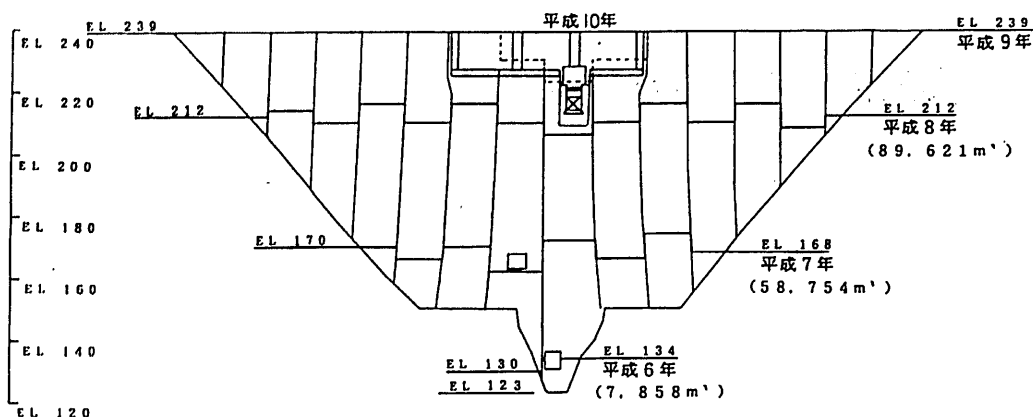 平成10年
EL 239
EL 239
平成9年
EL 240
EL 220
EL 212
EL 212
平成8年
(89.621m³)
EL 200
EL 180
EL 170
EL 168
平成7年
(58.754m³)
EL 160
EL 140
EL 134
平成6年
(7.858m³)
EL 130
EL 123
EL 120